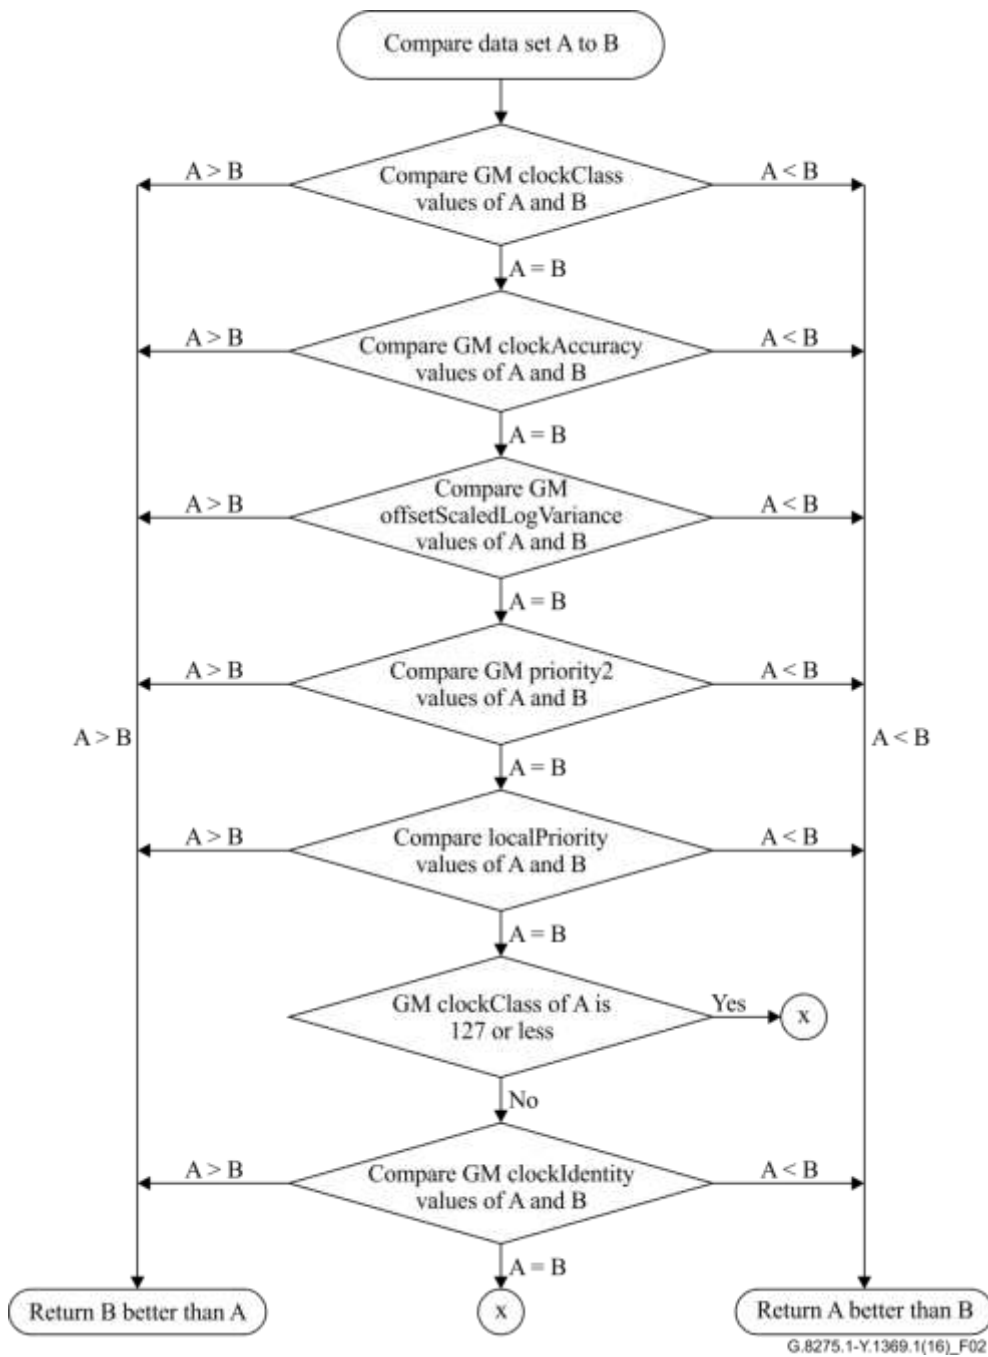 Compare data set A to B
A > B
Compare GM clockClass
values of A and B
A < B
A = B
A > B
Compare GM clockAccuracy
values of A and B
A < B
A = B
A > B
Compare GM
offsetScaledLogVariance
values of A and B
A < B
A = B
A > B
Compare GM priority2
values of A and B
A < B
A > B
A < B
A = B
A > B
Compare localPriority
values of A and B
A < B
A = B
GM clockClass of A is
127 or less
Yes
x
No
A > B
Compare GM clockIdentity
values of A and B
A < B
A = B
Return B better than A
x
Return A better than B
G.8275.1-Y.1369.1(16)_F02